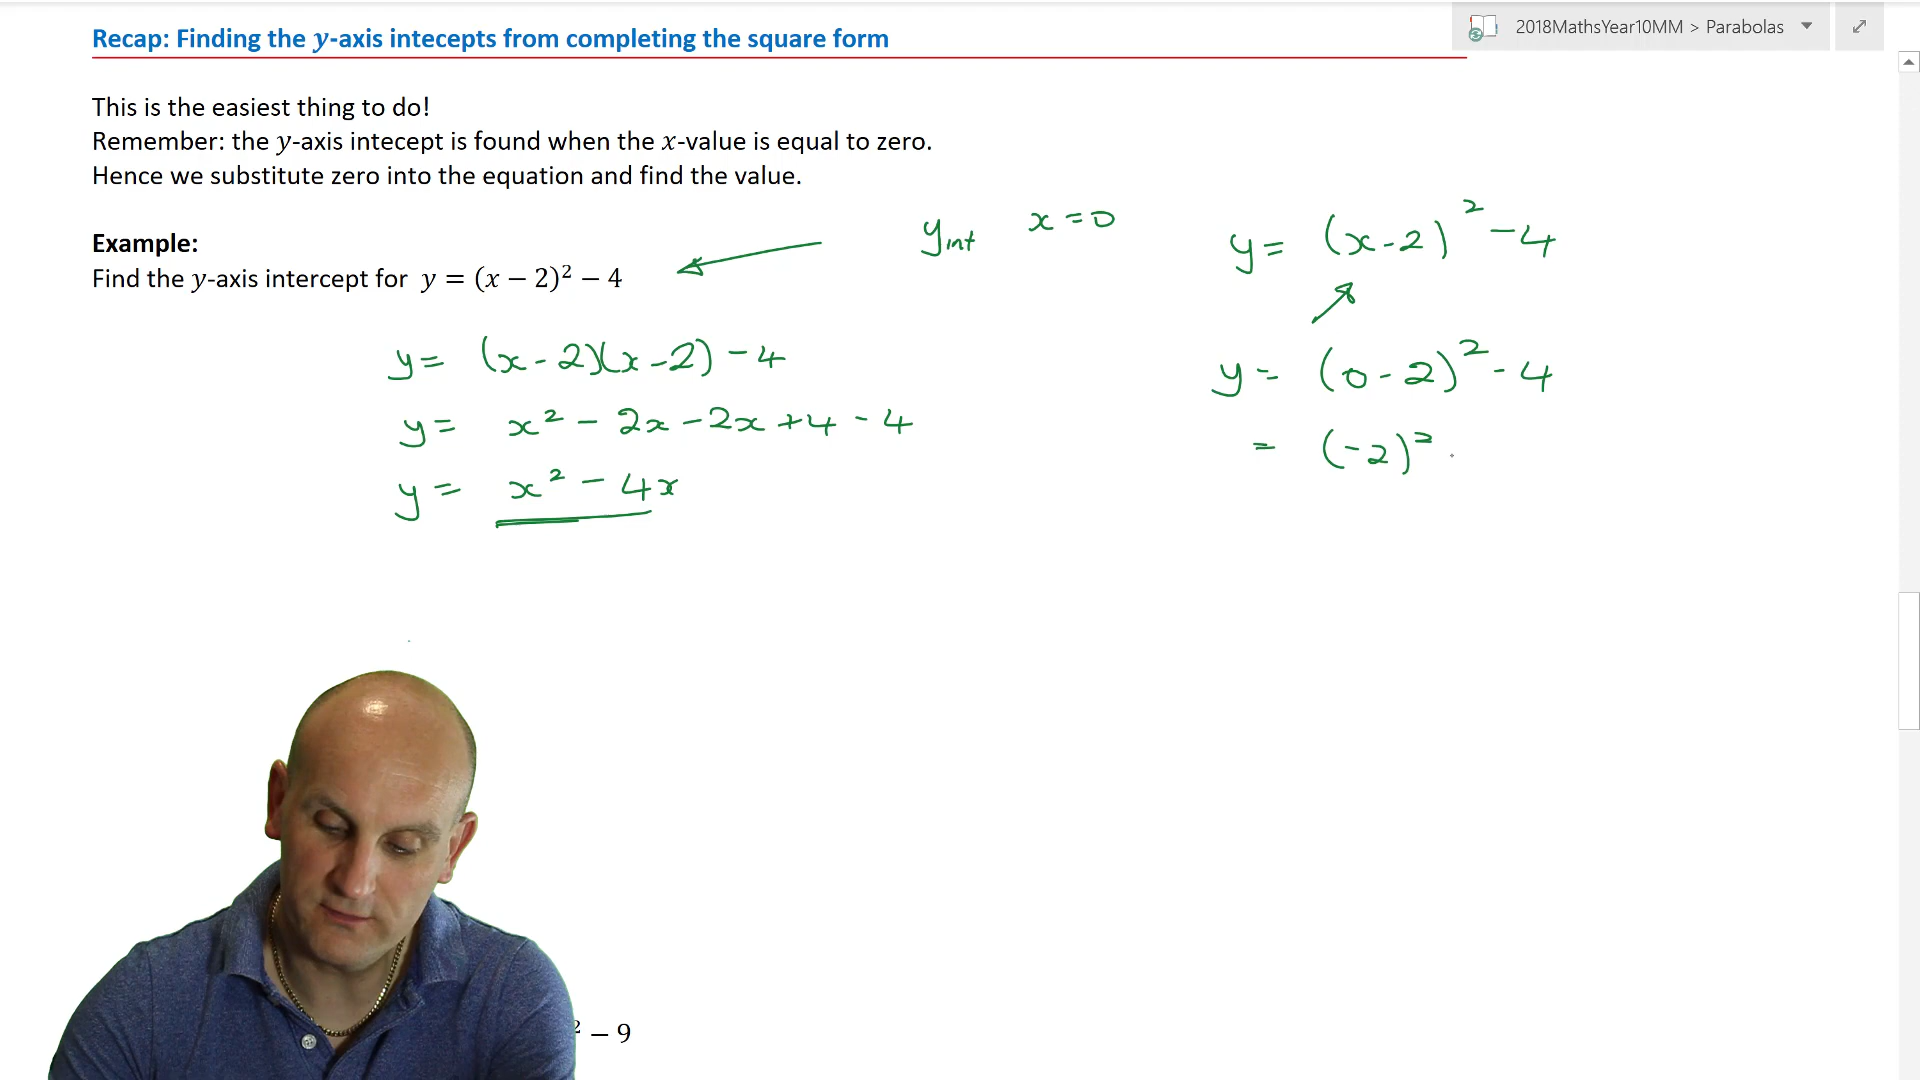 Recap: Finding the y-axis intecepts from completing the square form
2018MathsYear10MM > Parabolas
This is the easiest thing to do!
Remember: the y-axis intecept is found when the x-value is equal to zero.
Hence we substitute zero into the equation and find the value.
Example:
Find the y-axis intercept for y = (x − 2)² − 4
y int x = 0
y = (x - 2)(x - 2) - 4
y = x² - 2x - 2x + 4 - 4
y = x² - 4x
y = (x - 2)² - 4
y = (0 - 2)² - 4
= (-2)²
² − 9